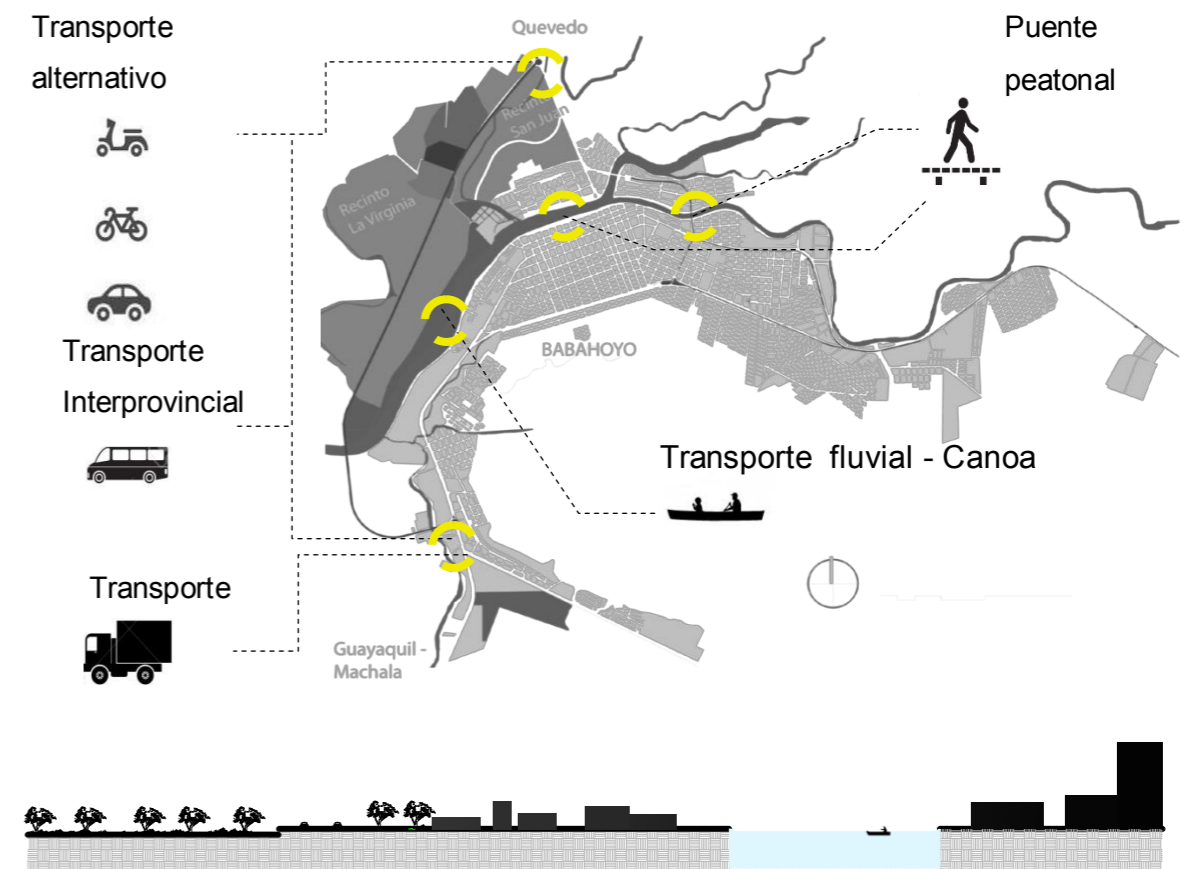 Transporte
alternativo
Quevedo
Puente
peatonal
Recinto
San Juan
Recinto
La Virginia
Transporte
Interprovincial
BABAHOYO
Transporte fluvial - Canoa
Transporte
Guayaquil -
Machala